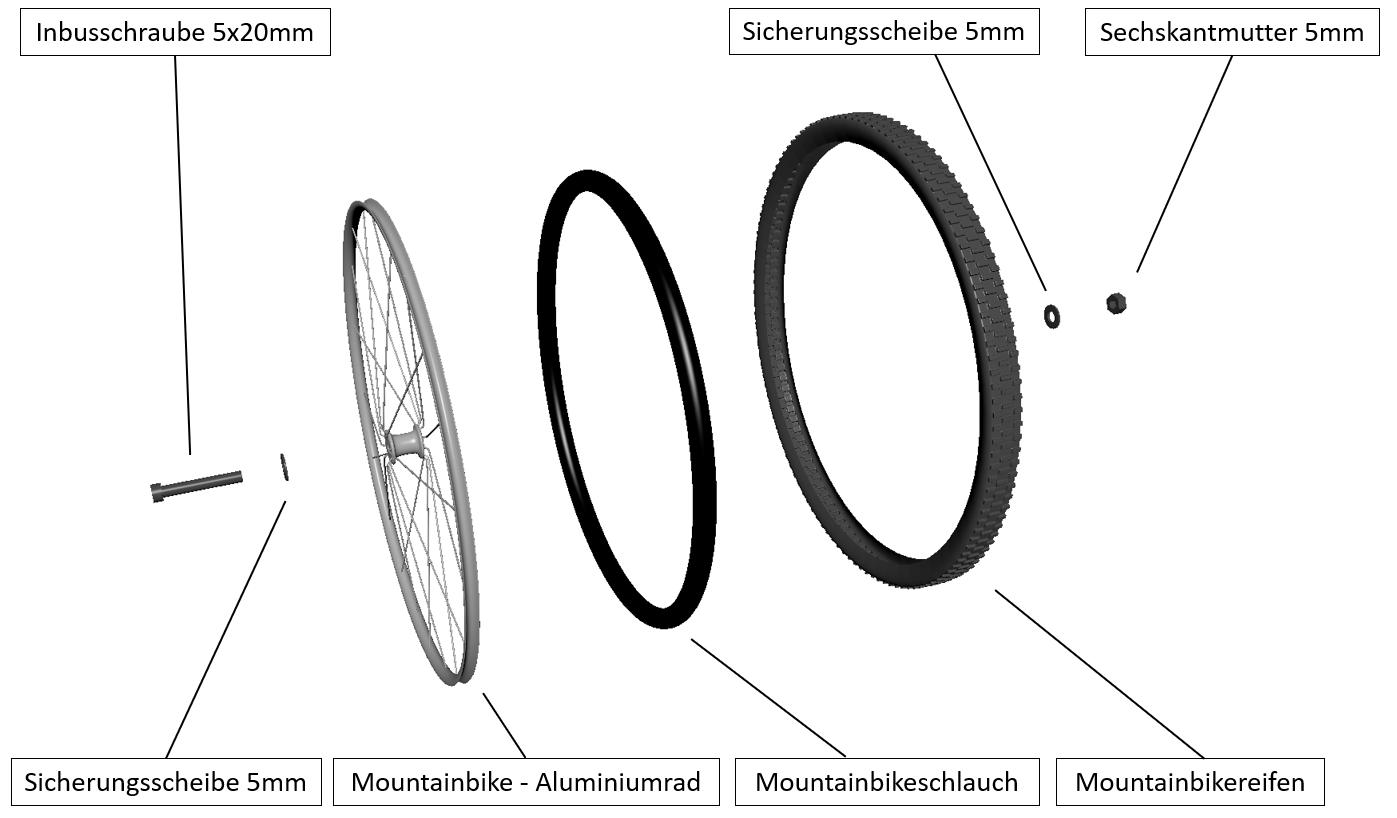 Inbusschraube 5x20mm
Sicherungsscheibe 5mm
Sechskantmutter 5mm
Sicherungsscheibe 5mm
Mountainbike - Aluminiumrad
Mountainbikeschlauch
Mountainbikereifen